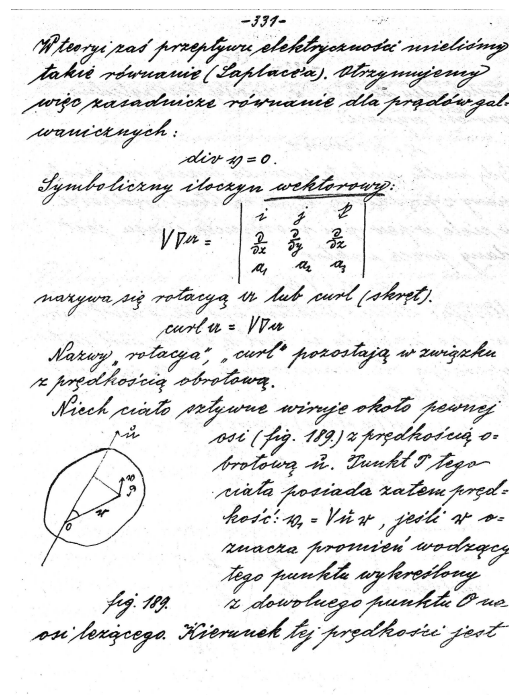 -331-
W teoryi zaś przepływu elektryczności mieliśmy
takie równanie (Laplace'a). Otrzymujemy
więc zasadnicze równanie dla prądów gal-
wanicznych:
div v = 0.
Symboliczny iloczyn wektorowy:
V∇a = | i j k |
| ∂/∂x ∂/∂y ∂/∂z |
| a₁ a₂ a₃ |
nazywa się rotacyą a lub curl (skręt).
curl a = V∇a
Nazwy „rotacya", „curl" pozostają w związku
z prędkością obrotową.
Niech ciało sztywne wiruje około pewnej
osi (fig. 189.) z prędkością o-
brotową u. Punkt P tego
ciała posiada zatem pręd-
kość: v₁ = V u r, jeśli r o-
znacza promień wodzący
tego punktu wykreślony
z dowolnego punktu O na
osi leżącego. Kierunek tej prędkości jest
u
v
P
r
O
fig. 189.